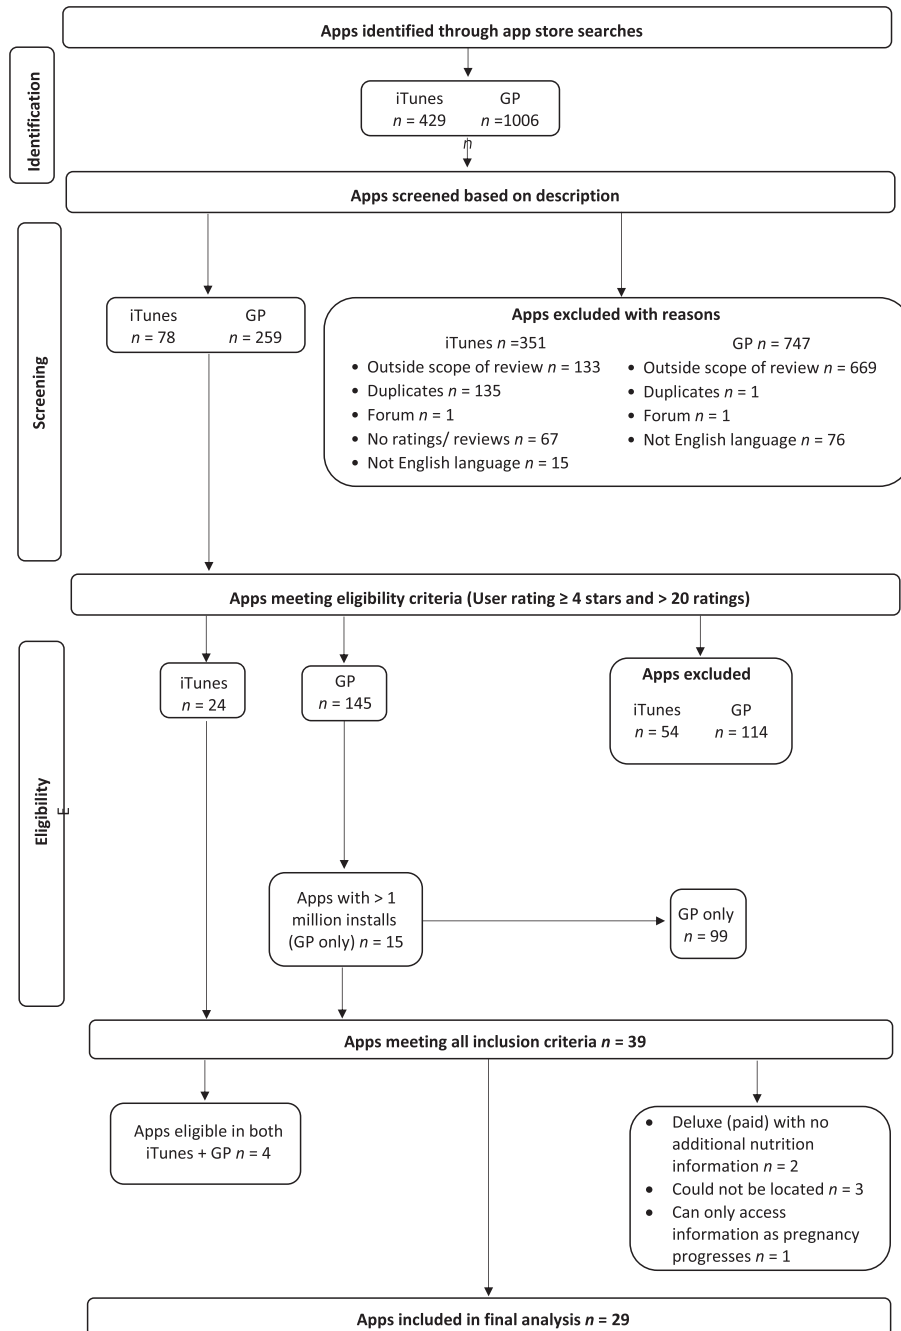 Apps identified through app store searches
Identification
iTunes GP
n = 429 n =1006
n
Apps screened based on description
Screening
iTunes GP
n = 78 n = 259
Apps excluded with reasons
iTunes n =351
• Outside scope of review n = 133
• Duplicates n = 135
• Forum n = 1
• No ratings/ reviews n = 67
• Not English language n = 15
GP n = 747
• Outside scope of review n = 669
• Duplicates n = 1
• Forum n = 1
• Not English language n = 76
Apps meeting eligibility criteria (User rating ≥ 4 stars and > 20 ratings)
Eligibility
E
iTunes
n = 24
GP
n = 145
Apps excluded
iTunes GP
n = 54 n = 114
Apps with > 1
million installs
(GP only) n = 15
GP only
n = 99
Apps meeting all inclusion criteria n = 39
Apps eligible in both
iTunes + GP n = 4
• Deluxe (paid) with no
additional nutrition
information n = 2
• Could not be located n = 3
• Can only access
information as pregnancy
progresses n = 1
Apps included in final analysis n = 29